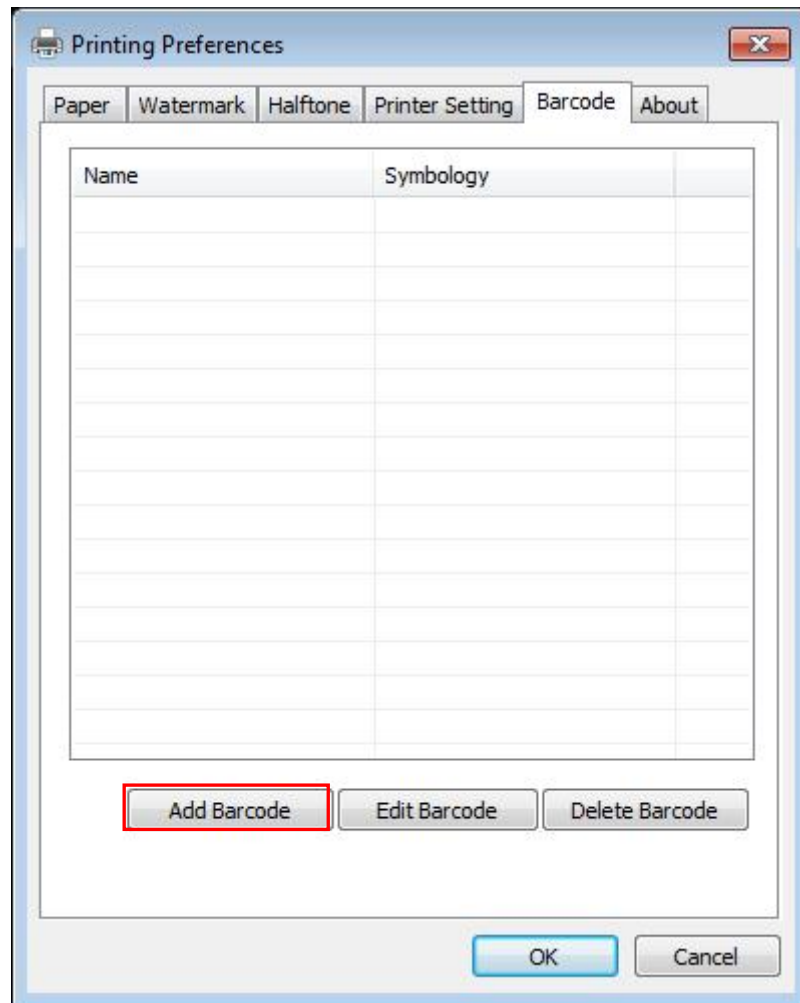 Printing Preferences
Paper Watermark Halftone Printer Setting Barcode About
Name Symbology
Add Barcode Edit Barcode Delete Barcode
OK Cancel